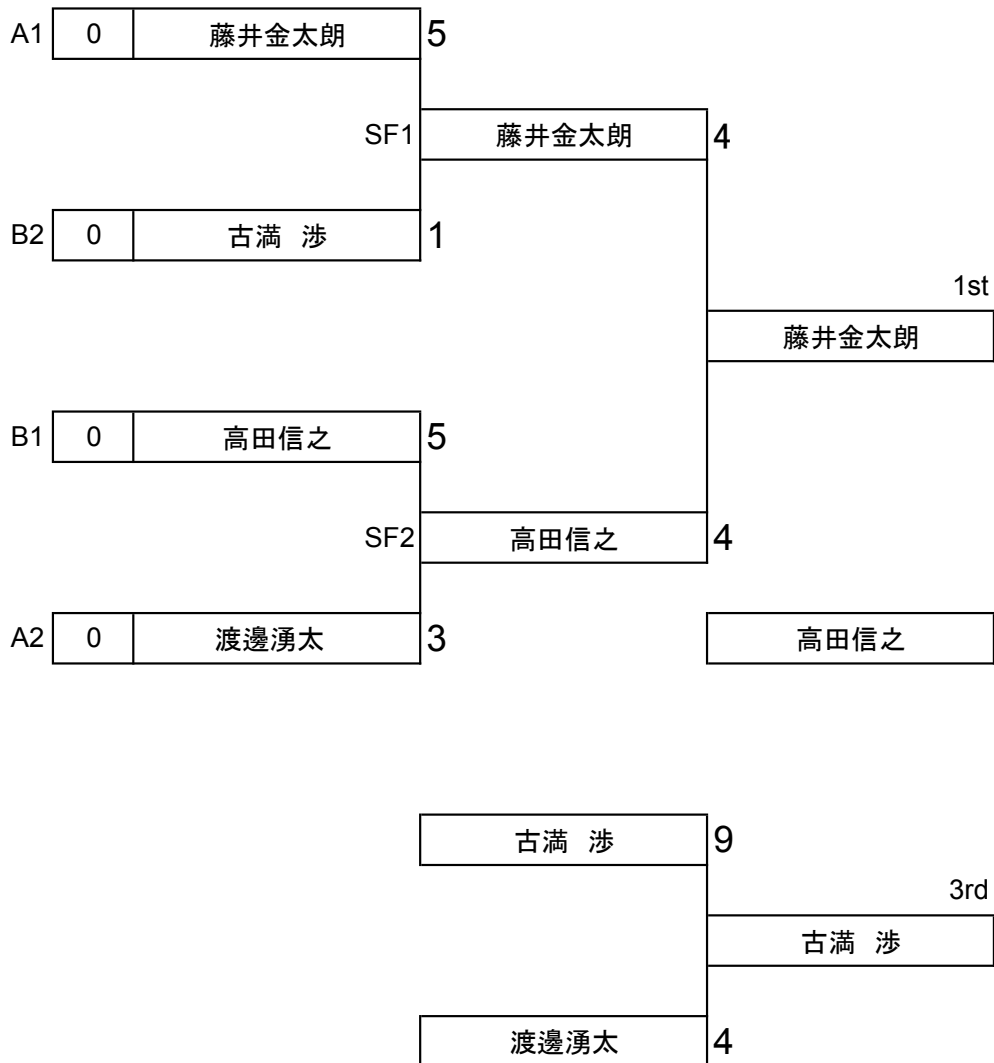 A1 0 藤井金太朗 5
SF1 藤井金太朗 4
B2 0 古満 渉 1
1st
藤井金太朗
B1 0 高田信之 5
SF2 高田信之 4
A2 0 渡邊湧太 3 高田信之
古満 渉 9
3rd
古満 渉
渡邊湧太 4